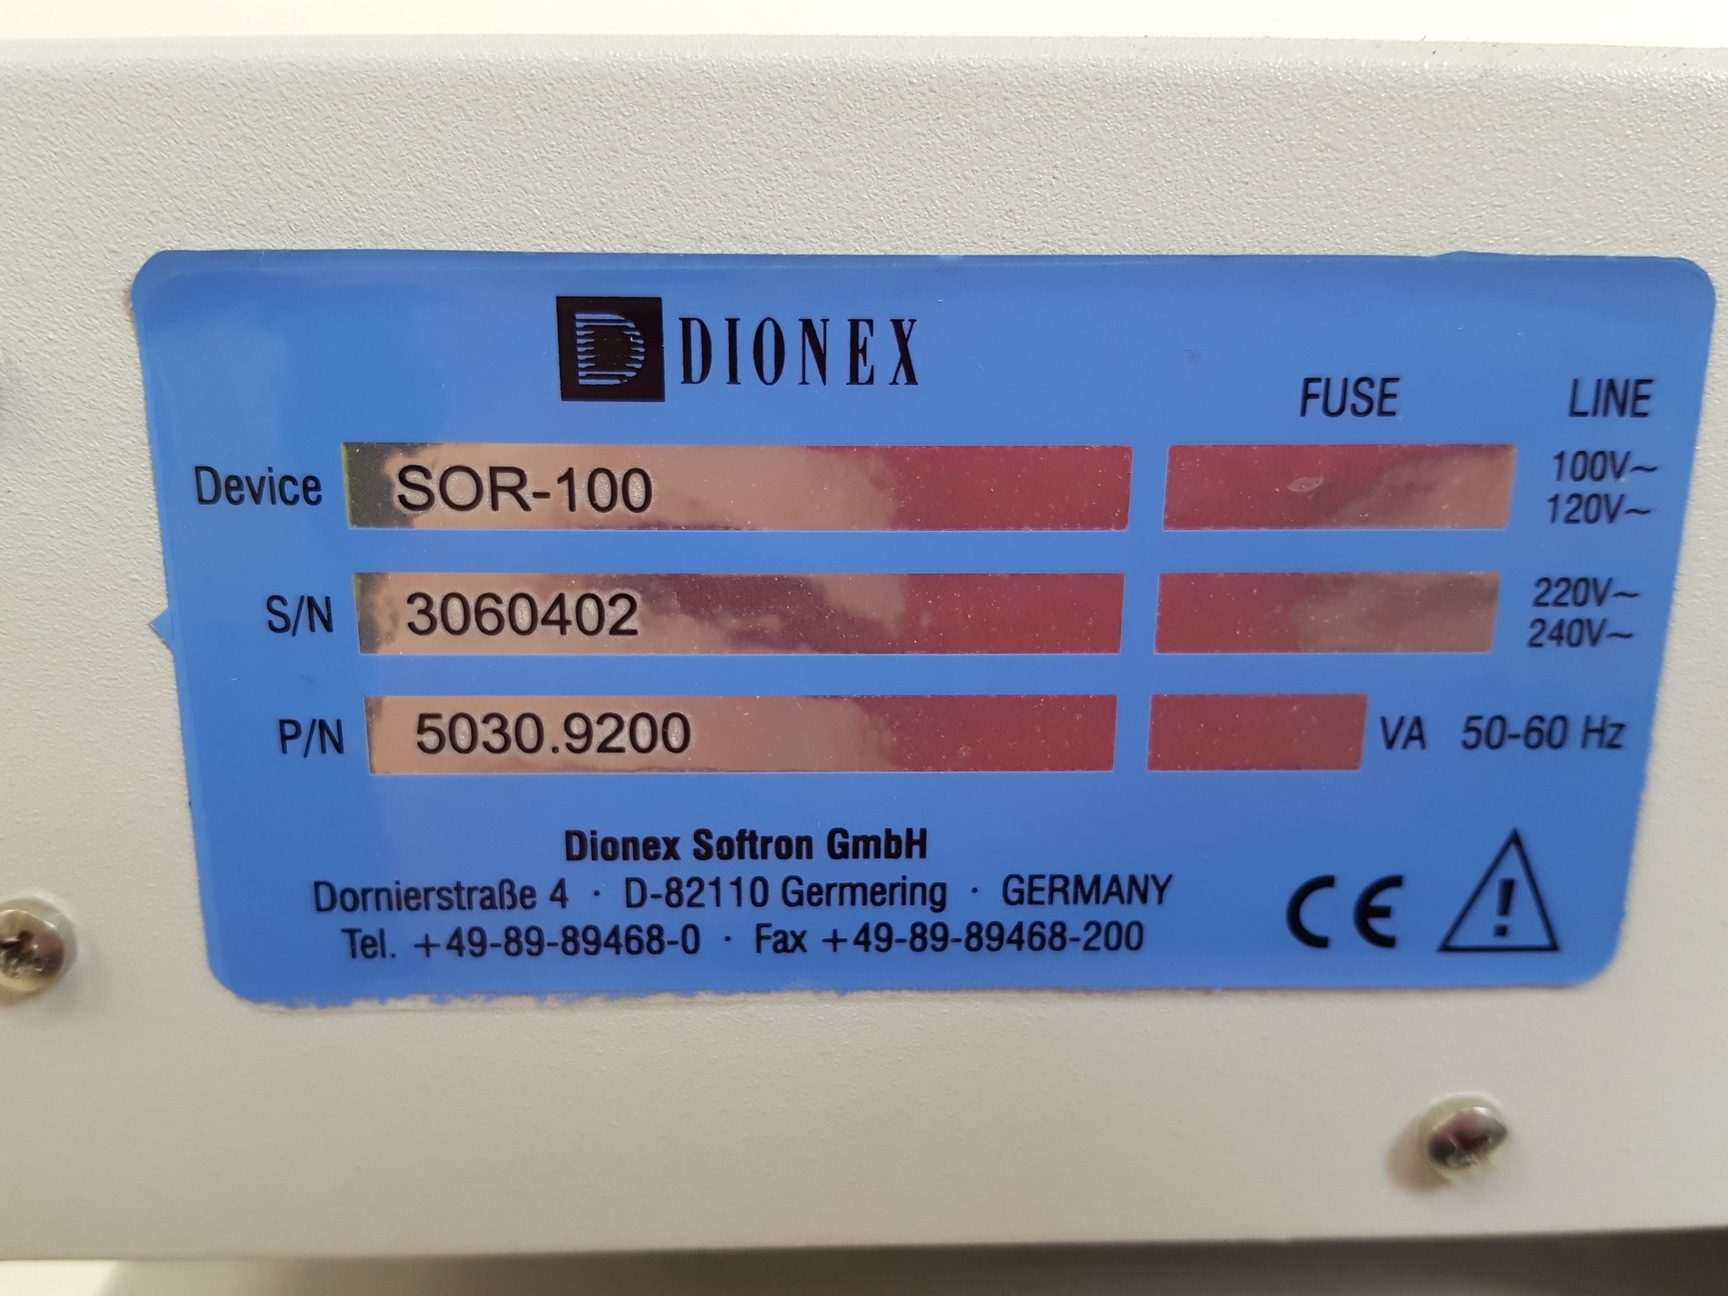 DIONEX
FUSE LINE
Device SOR-100 100V~
120V~
S/N 3060402 220V~
240V~
P/N 5030.9200 VA 50-60 Hz
Dionex Softron GmbH
Dornierstraße 4 · D-82110 Germering · GERMANY
Tel. +49-89-89468-0 · Fax +49-89-89468-200
CE !